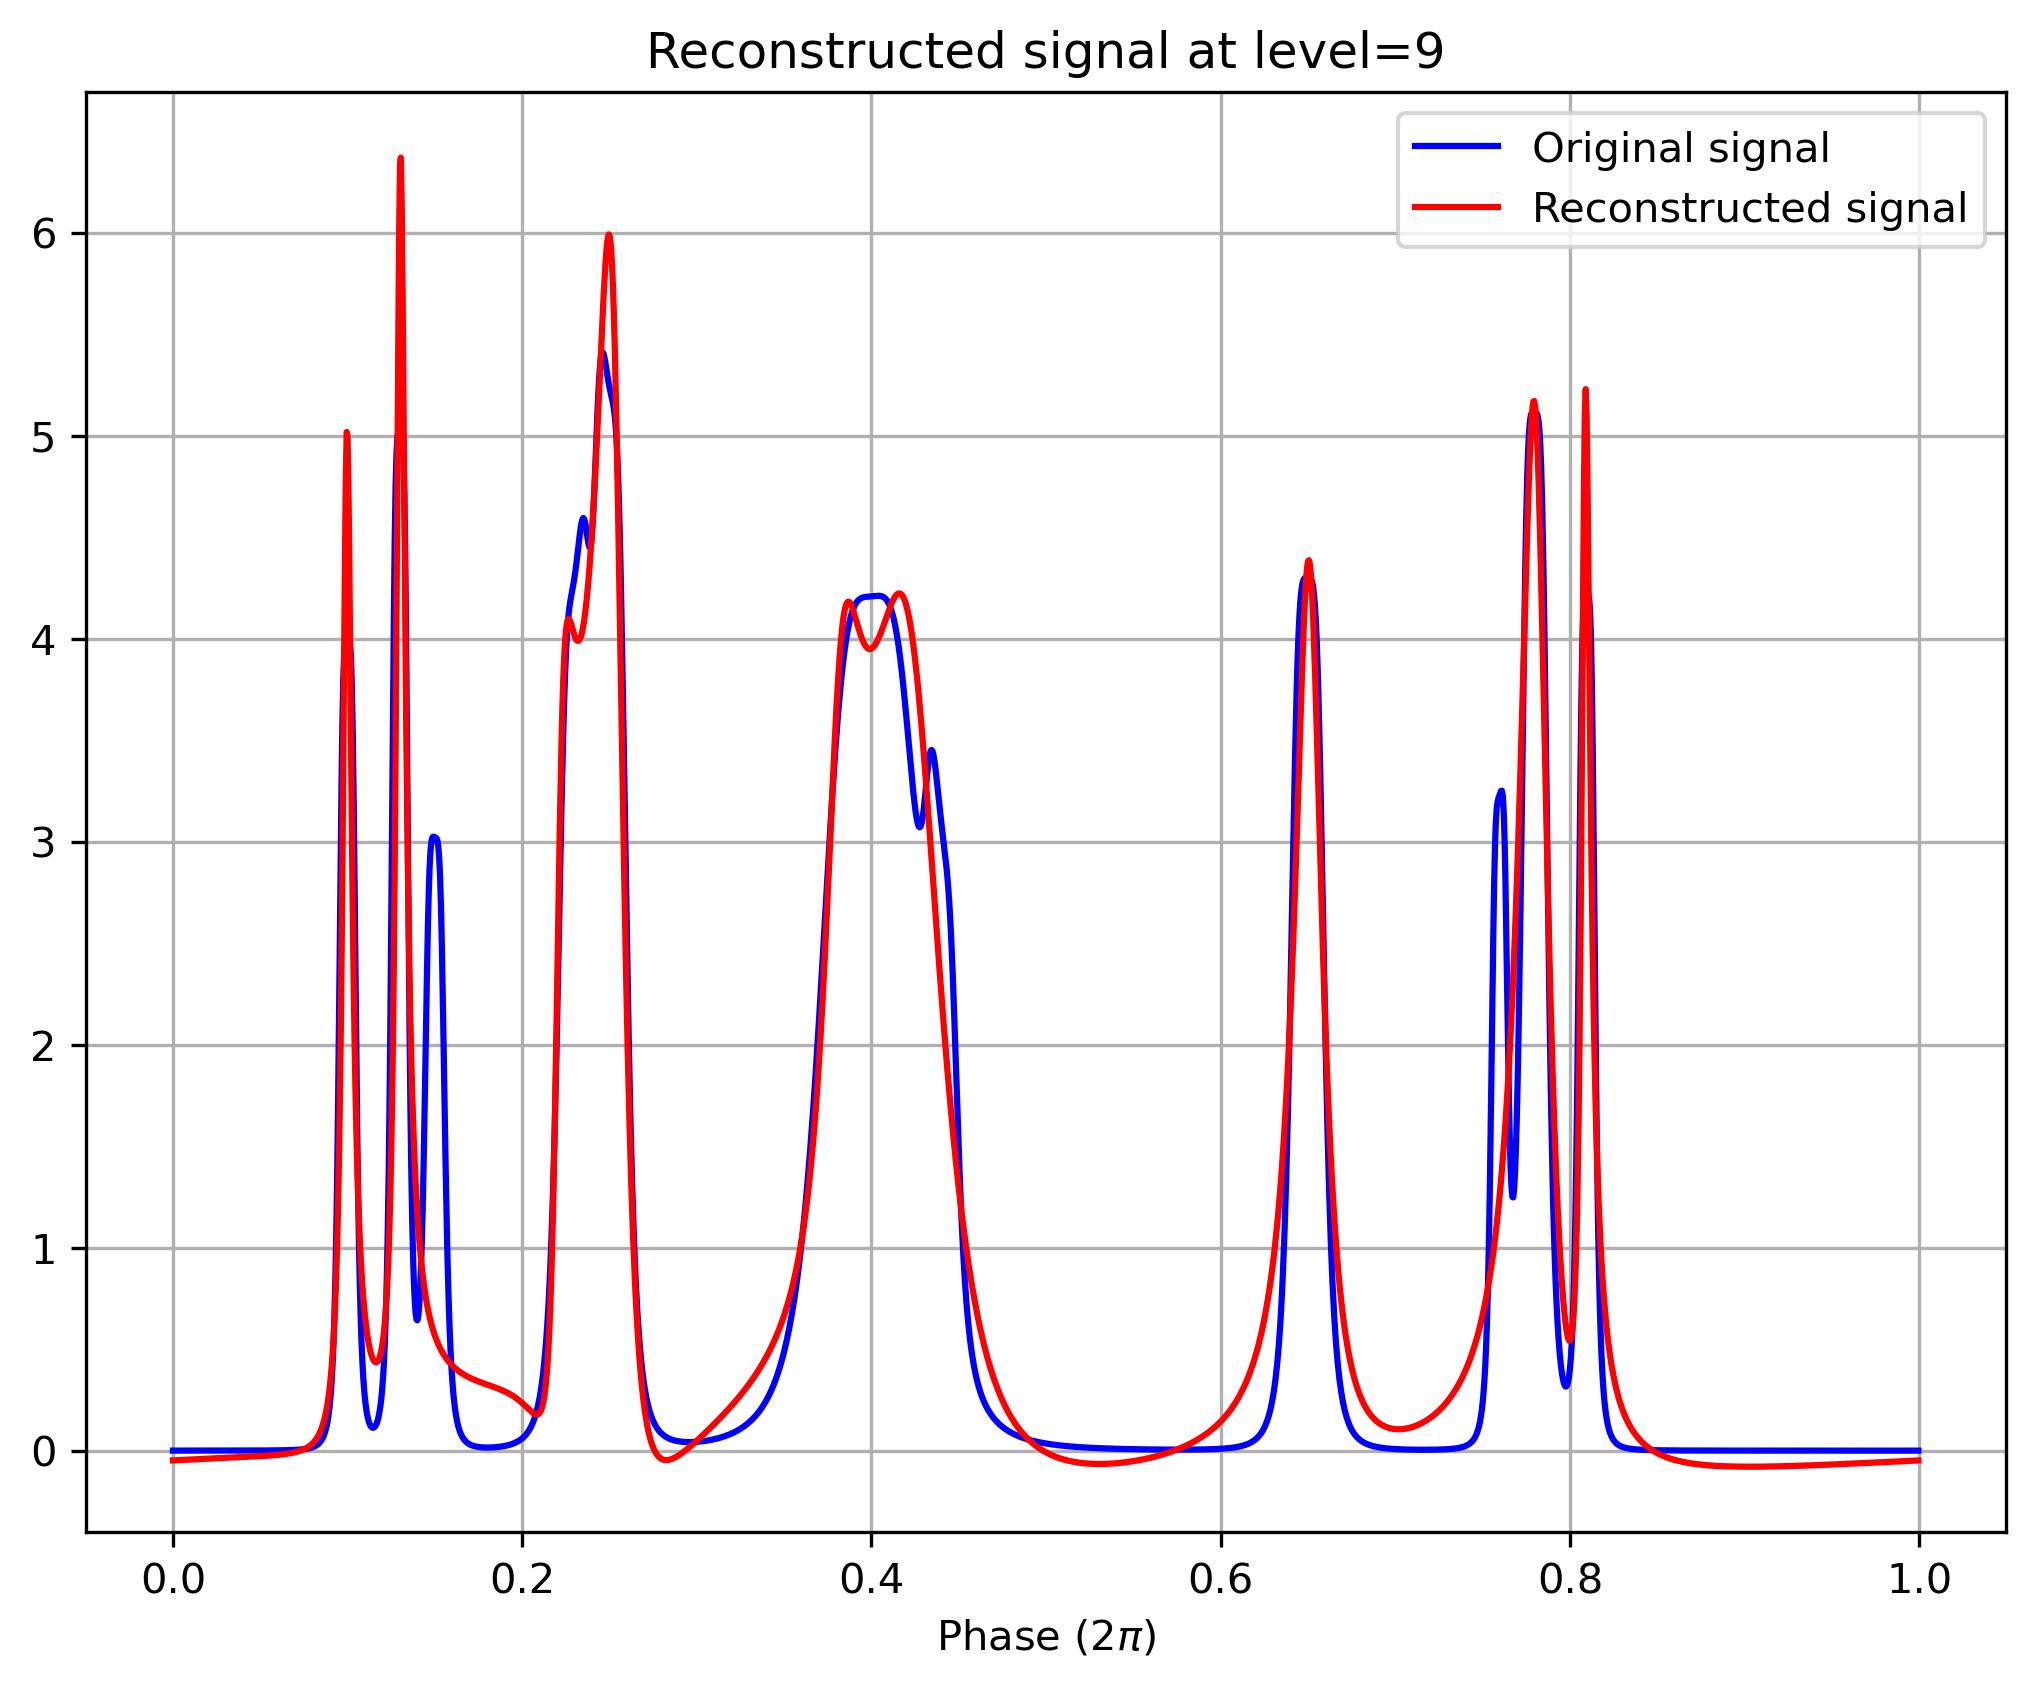 Reconstructed signal at level=9
Original signal
Reconstructed signal
6
5
4
3
2
1
0
0.0 0.2 0.4 0.6 0.8 1.0
Phase (2π)